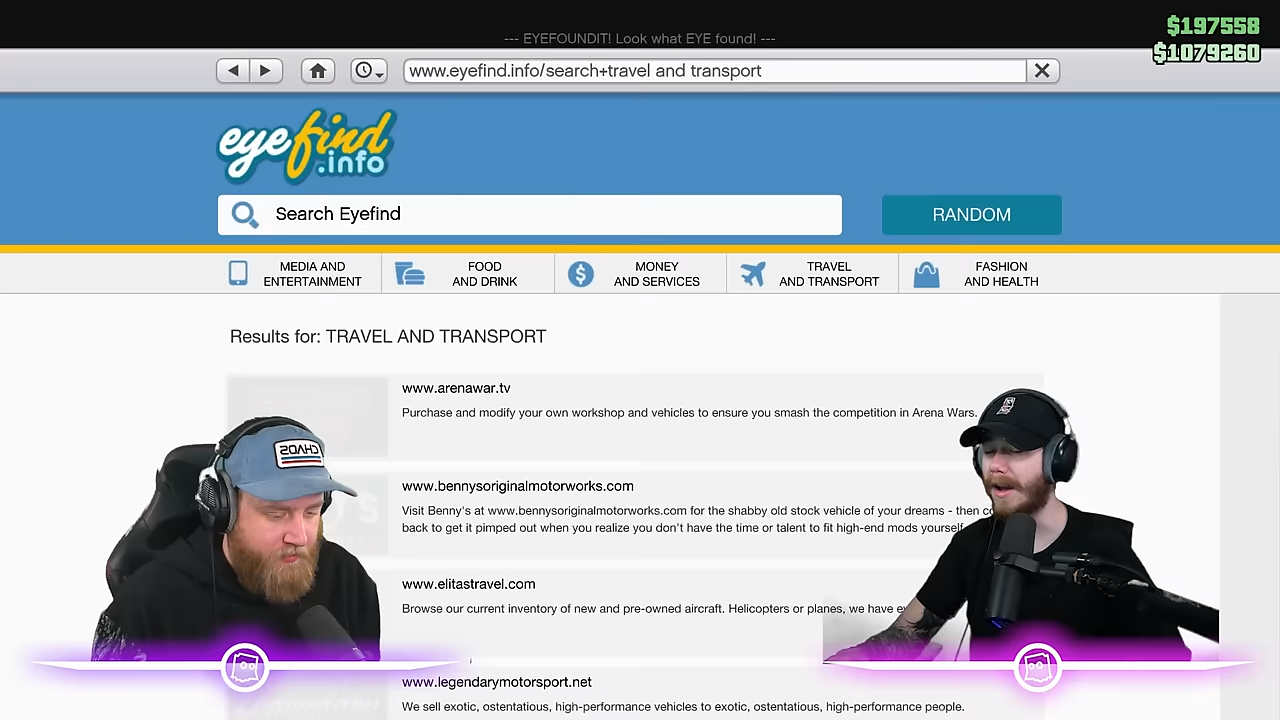 --- EYEFOUNDIT! Look what EYE found! ---
$197558
$1079260
www.eyefind.info/search+travel and transport
eyefind
.info
Search Eyefind
RANDOM
MEDIA AND
ENTERTAINMENT
FOOD
AND DRINK
MONEY
AND SERVICES
TRAVEL
AND TRANSPORT
FASHION
AND HEALTH
Results for: TRAVEL AND TRANSPORT
www.arenawar.tv
Purchase and modify your own workshop and vehicles to ensure you smash the competition in Arena Wars.
www.bennysoriginalmotorworks.com
Visit Benny's at www.bennysoriginalmotorworks.com for the shabby old stock vehicle of your dreams - then
back to get it pimped out when you realize you don't have the time or talent to fit high-end mods yourself
www.elitastravel.com
Browse our current inventory of new and pre-owned aircraft. Helicopters or planes, we have
www.legendarymotorsport.net
We sell exotic, ostentatious, high-performance vehicles to exotic, ostentatious, high-performance people.
CHAOS